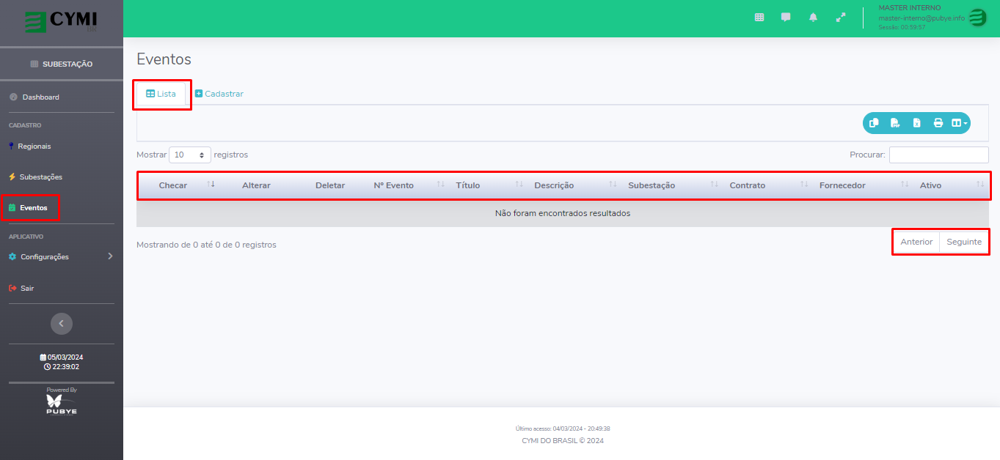 CYMI
MASTER INTERNO
master-interno@pubye.info
Sessão: 00:59:57
SUBESTAÇÃO
Dashboard
CADASTRO
Regionais
Subestações
Eventos
APLICATIVO
Configurações
Sair
05/03/2024
22:39:02
Powered By
PUBYE
Eventos
Lista
Cadastrar
Mostrar 10 registros
Procurar:
Checar Alterar Deletar Nº Evento Título Descrição Subestação Contrato Fornecedor Ativo
Não foram encontrados resultados
Mostrando de 0 até 0 de 0 registros
Anterior Seguinte
Último acesso: 04/03/2024 - 20:49:38
CYMI DO BRASIL © 2024